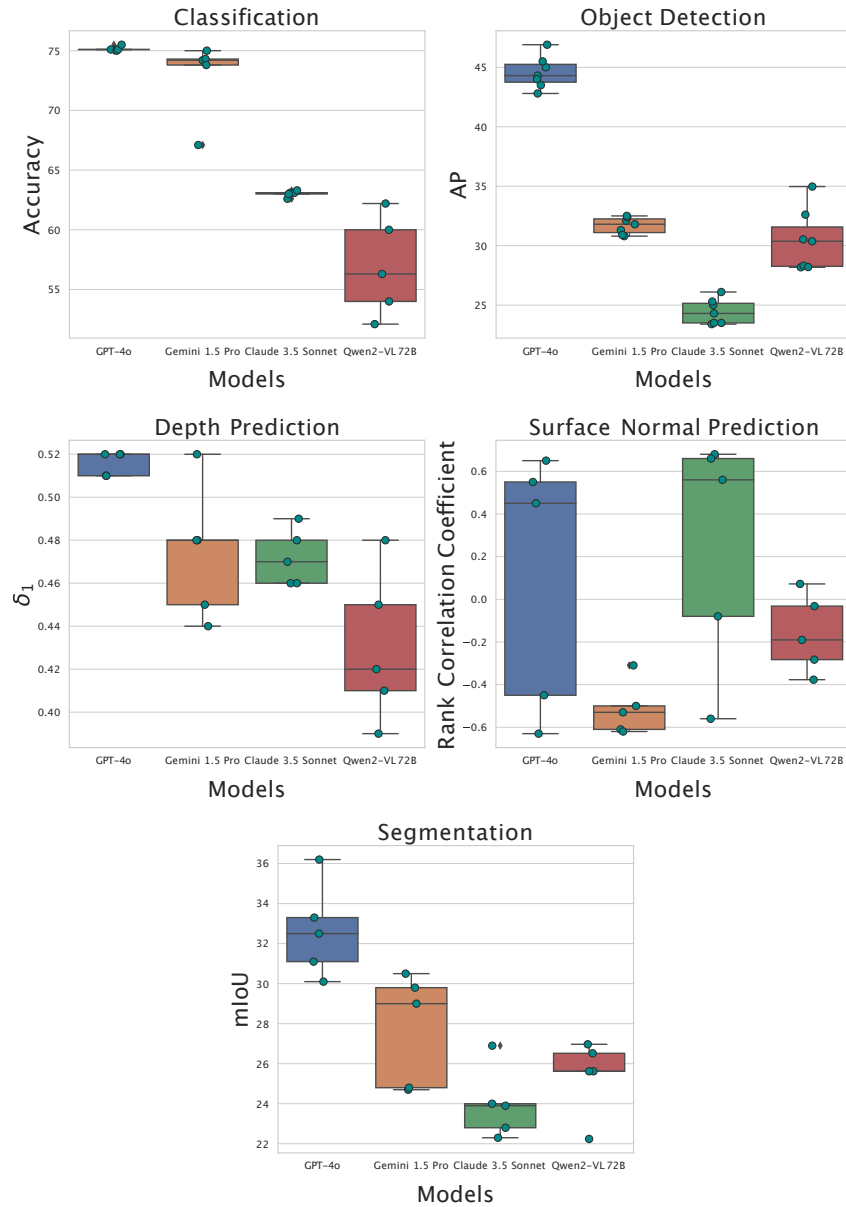 Classification
Accuracy
75
70
65
60
55
GPT-4o Gemini 1.5 Pro Claude 3.5 Sonnet Qwen2-VL 72B
Models
Object Detection
AP
45
40
35
30
25
GPT-4o Gemini 1.5 Pro Claude 3.5 Sonnet Qwen2-VL 72B
Models
Depth Prediction
δ₁
0.52
0.50
0.48
0.46
0.44
0.42
0.40
GPT-4o Gemini 1.5 Pro Claude 3.5 Sonnet Qwen2-VL 72B
Models
Surface Normal Prediction
Rank Correlation Coefficient
0.6
0.4
0.2
0.0
−0.2
−0.4
−0.6
GPT-4o Gemini 1.5 Pro Claude 3.5 Sonnet Qwen2-VL 72B
Models
Segmentation
mIoU
36
34
32
30
28
26
24
22
GPT-4o Gemini 1.5 Pro Claude 3.5 Sonnet Qwen2-VL 72B
Models